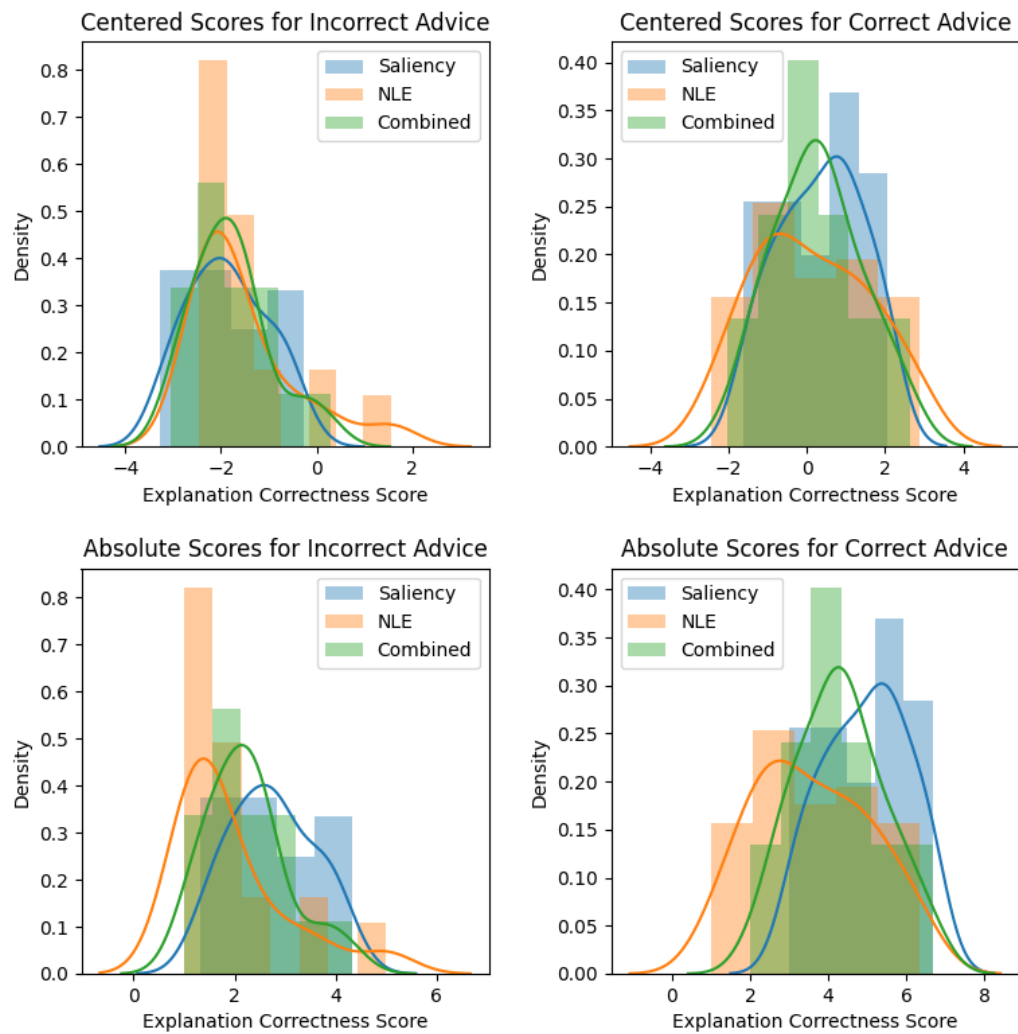 Centered Scores for Incorrect Advice
Saliency
NLE
Combined
0.8
0.7
0.6
0.5
0.4
0.3
0.2
0.1
0.0
Density
−4
−2
0
2
Explanation Correctness Score
Centered Scores for Correct Advice
Saliency
NLE
Combined
0.40
0.35
0.30
0.25
0.20
0.15
0.10
0.05
0.00
Density
−4
−2
0
2
4
Explanation Correctness Score
Absolute Scores for Incorrect Advice
Saliency
NLE
Combined
0.8
0.7
0.6
0.5
0.4
0.3
0.2
0.1
0.0
Density
0
2
4
6
Explanation Correctness Score
Absolute Scores for Correct Advice
Saliency
NLE
Combined
0.40
0.35
0.30
0.25
0.20
0.15
0.10
0.05
0.00
Density
0
2
4
6
8
Explanation Correctness Score